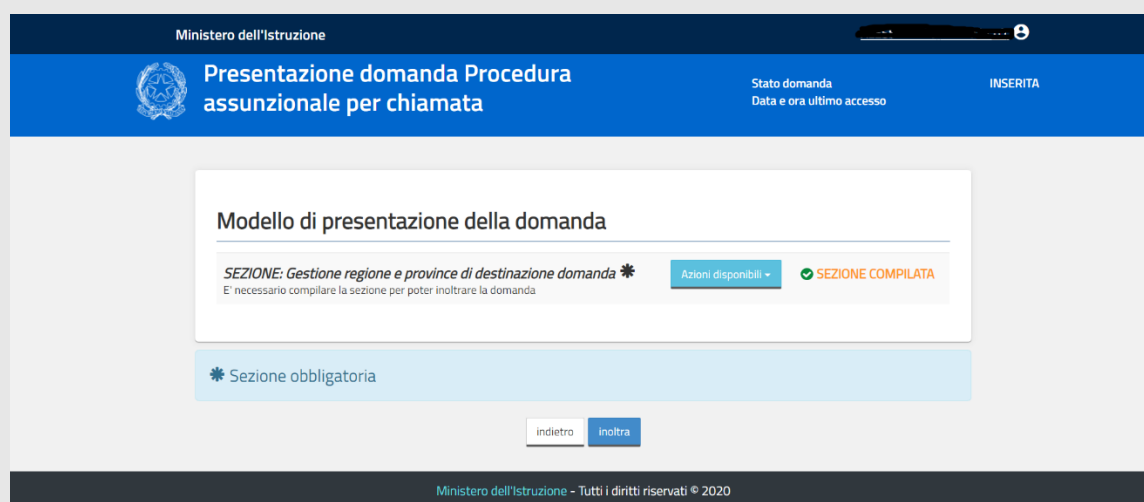 Ministero dell'Istruzione
Presentazione domanda Procedura
assunzionale per chiamata
Stato domanda INSERITA
Data e ora ultimo accesso
Modello di presentazione della domanda
SEZIONE: Gestione regione e province di destinazione domanda ✱ Azioni disponibili SEZIONE COMPILATA
E' necessario compilare la sezione per poter inoltrare la domanda
✱ Sezione obbligatoria
indietro inoltra
Ministero dell'Istruzione - Tutti i diritti riservati © 2020